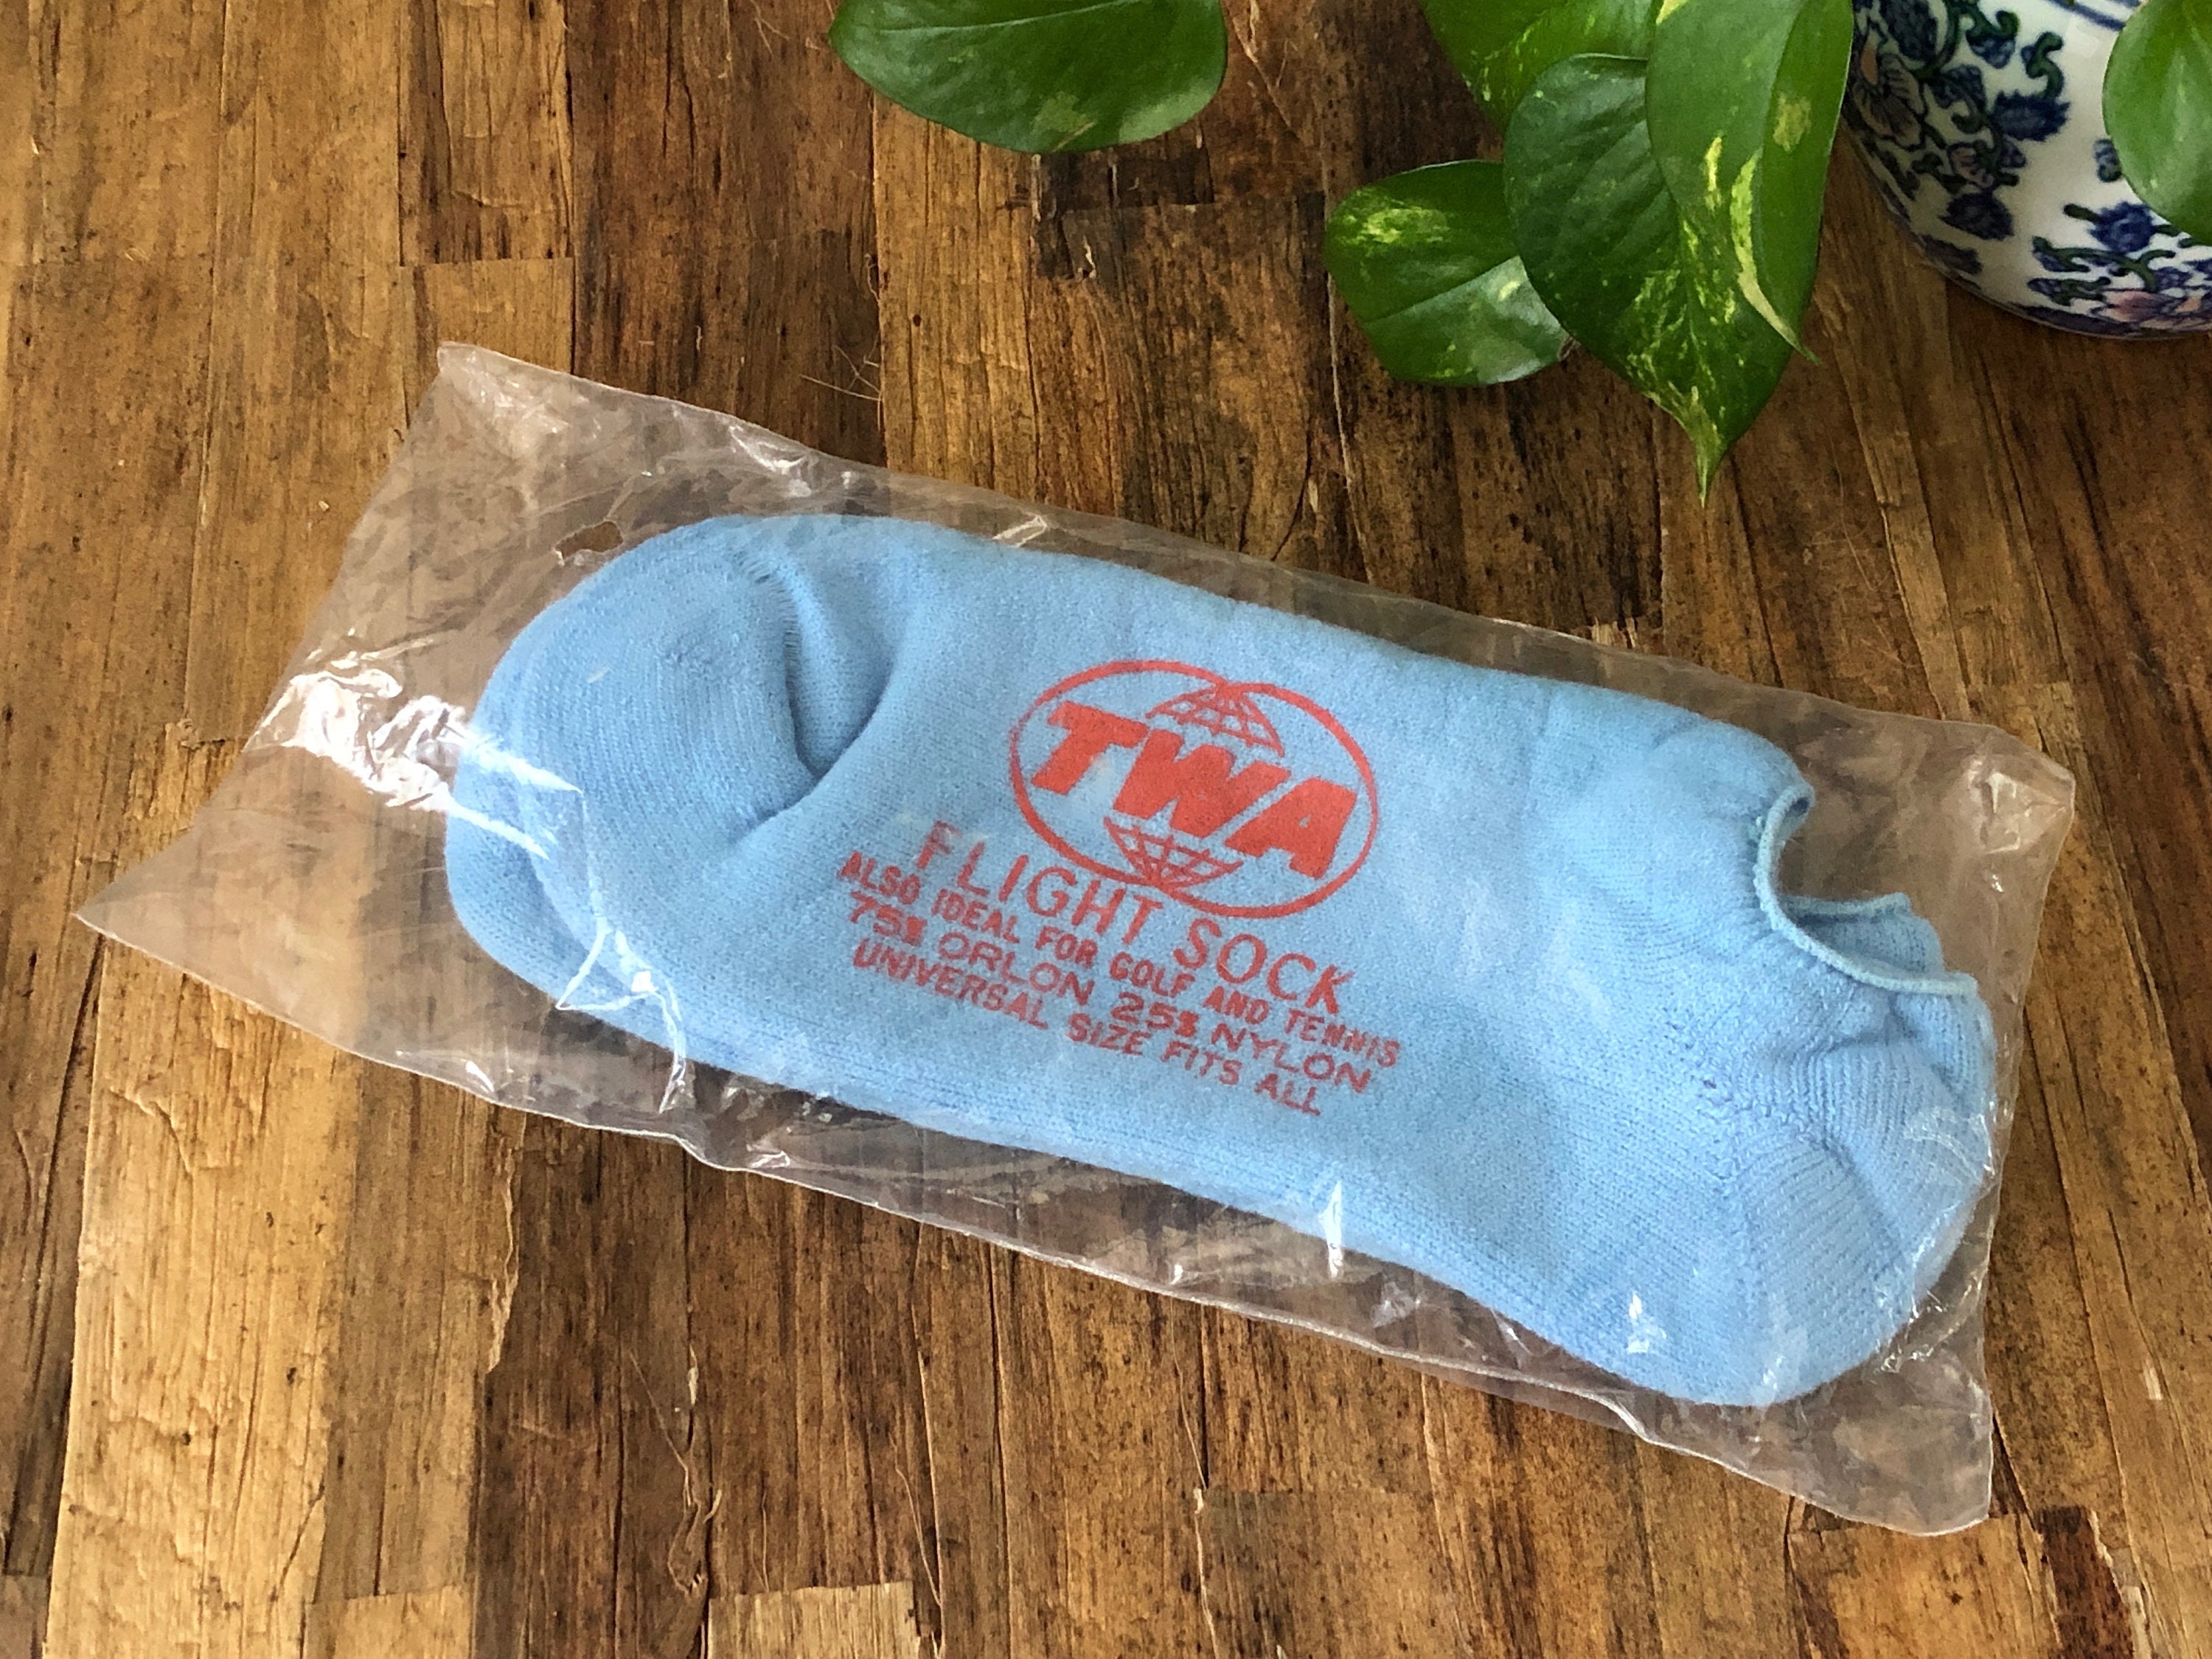 TWA
FLIGHT SOCK
ALSO IDEAL FOR GOLF AND TENNIS
75% ORLON 25% NYLON
UNIVERSAL SIZE FITS ALL